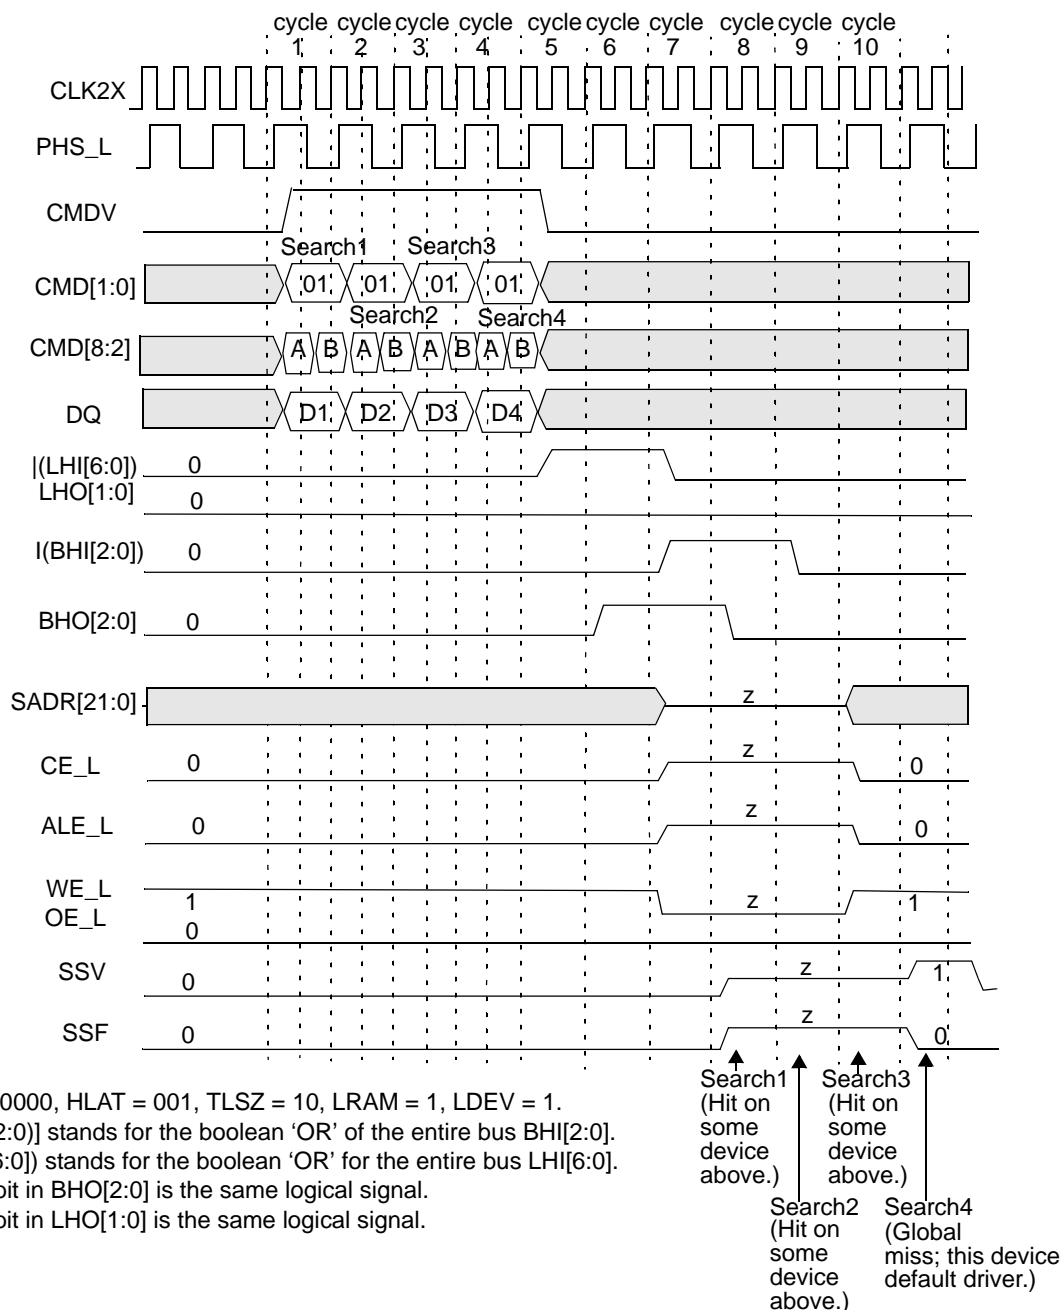 cycle cycle cycle cycle cycle cycle cycle cycle cycle cycle
1 2 3 4 5 6 7 8 9 10
CLK2X
PHS_L
CMDV
Search1 Search3
CMD[1:0] 01 01 01 01
Search2 Search4
CMD[8:2] A B A B A B A B
DQ D1 D2 D3 D4
|(LHI[6:0]) 0
LHO[1:0] 0
I(BHI[2:0]) 0
BHO[2:0] 0
SADR[21:0] z
CE_L 0 z 0
ALE_L 0 z 0
WE_L 1 z 1
OE_L 0
SSV 0 z 1
SSF 0 z 0
Search1
(Hit on
some
device
above.)
Search3
(Hit on
some
device
above.)
Search2
(Hit on
some
device
above.)
Search4
(Global
miss; this device
default driver.)
0000, HLAT = 001, TLSZ = 10, LRAM = 1, LDEV = 1.
2:0)] stands for the boolean ‘OR’ of the entire bus BHI[2:0].
6:0]) stands for the boolean ‘OR’ for the entire bus LHI[6:0].
bit in BHO[2:0] is the same logical signal.
bit in LHO[1:0] is the same logical signal.